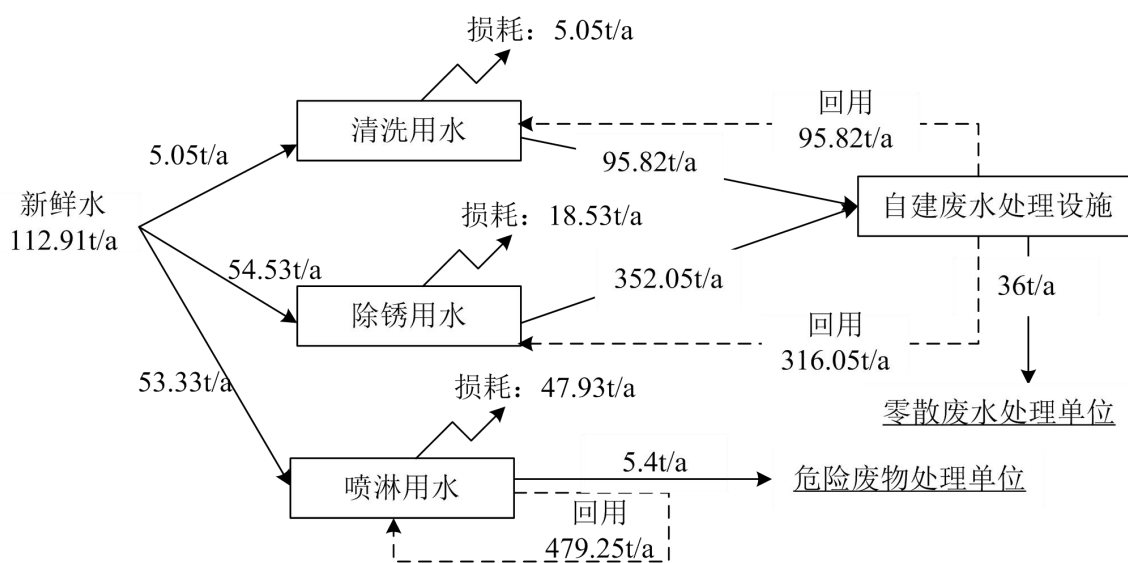 损耗：5.05t/a
清洗用水
回用
95.82t/a
5.05t/a
95.82t/a
新鲜水
112.91t/a
自建废水处理设施
损耗：18.53t/a
54.53t/a
352.05t/a
36t/a
除锈用水
回用
316.05t/a
53.33t/a
损耗：47.93t/a
零散废水处理单位
5.4t/a
喷淋用水
危险废物处理单位
回用
479.25t/a